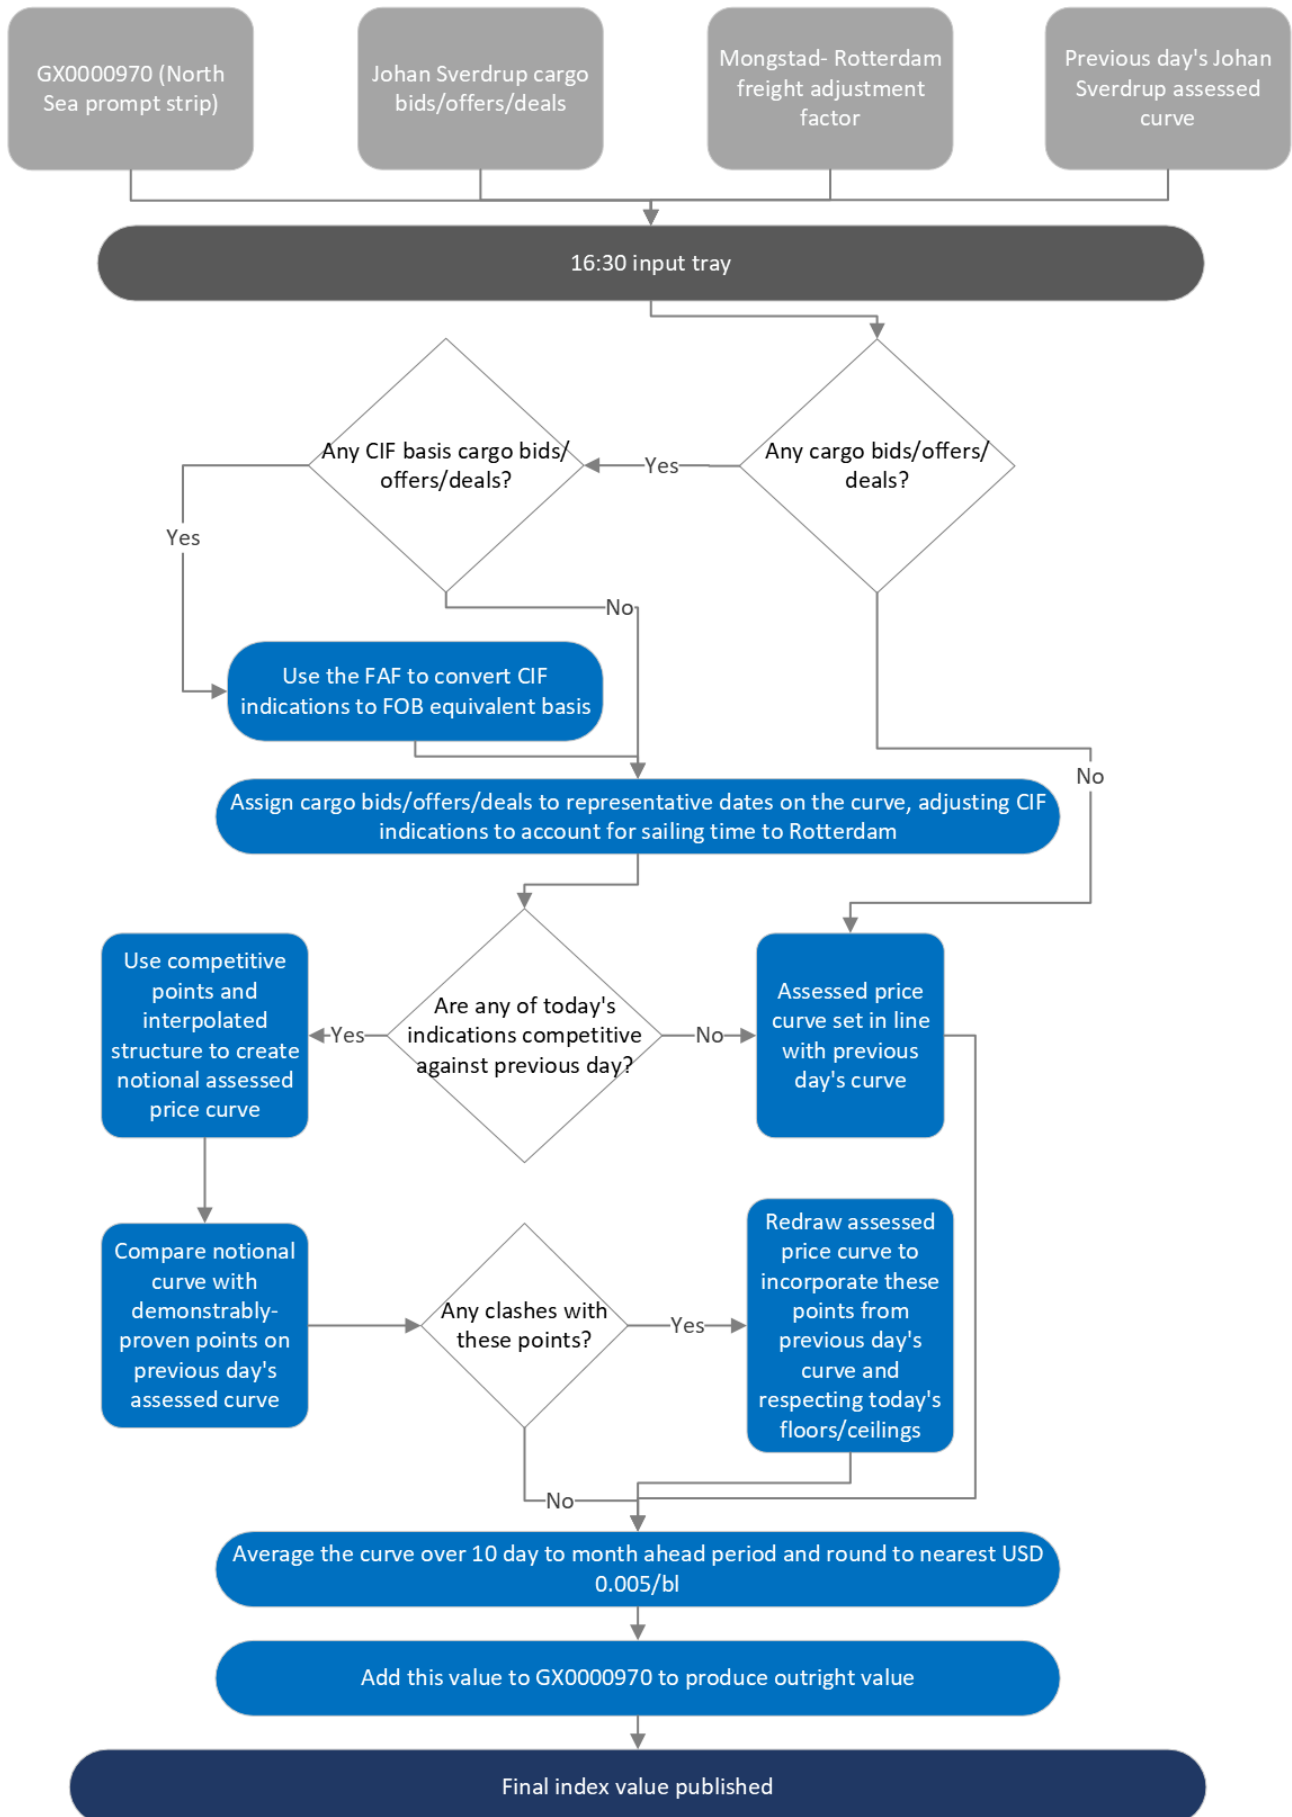 GX0000970 (North
Sea prompt strip)
Johan Sverdrup cargo
bids/offers/deals
Mongstad- Rotterdam
freight adjustment
factor
Previous day's Johan
Sverdrup assessed
curve
16:30 input tray
Any CIF basis cargo bids/
offers/deals?
Yes
Any cargo bids/offers/
deals?
Yes
No
Use the FAF to convert CIF
indications to FOB equivalent basis
No
Assign cargo bids/offers/deals to representative dates on the curve, adjusting CIF
indications to account for sailing time to Rotterdam
Use competitive
points and
interpolated
structure to create
notional assessed
price curve
Yes
Are any of today's
indications competitive
against previous day?
No
Assessed price
curve set in line
with previous
day's curve
Compare notional
curve with
demonstrably-
proven points on
previous day's
assessed curve
Any clashes with
these points?
Yes
Redraw assessed
price curve to
incorporate these
points from
previous day's
curve and
respecting today's
floors/ceilings
No
Average the curve over 10 day to month ahead period and round to nearest USD
0.005/bl
Add this value to GX0000970 to produce outright value
Final index value published